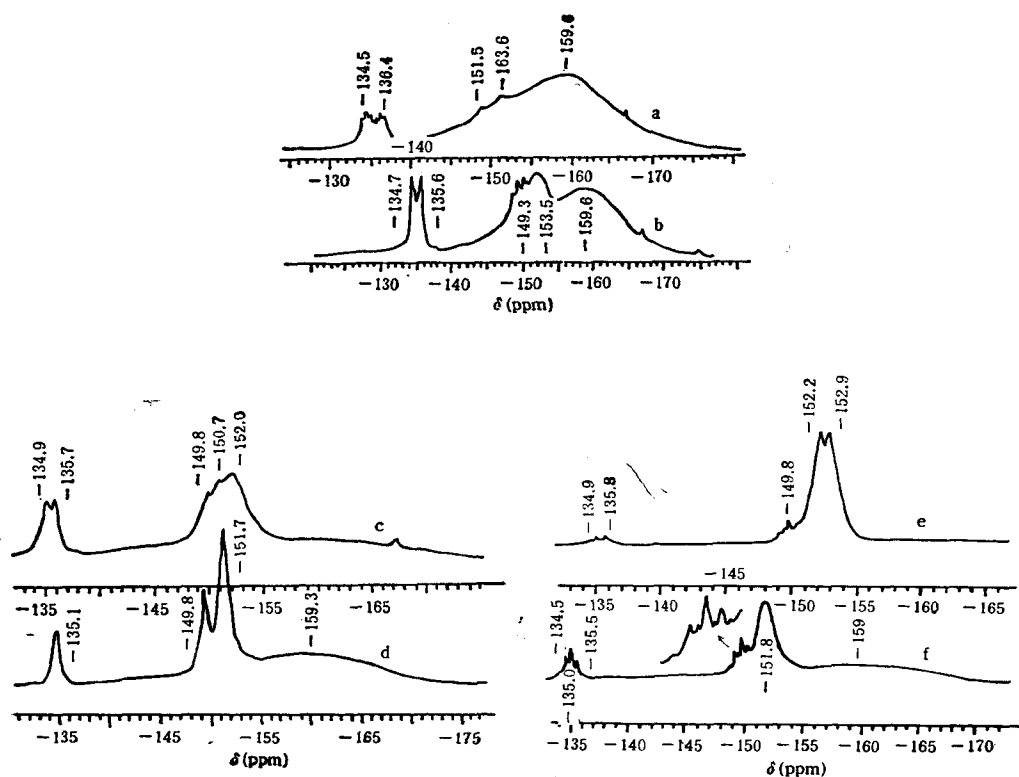 −134.5 −136.4 −151.5 −163.6 −159.6
a
−140
−130 −150 −160 −170
−134.7 −135.6 −149.3 −153.5 −159.6
b
−130 −140 −150 −160 −170
δ (ppm)
−134.9 −135.7 −149.8 −150.7 −152.0
c
−135 −145 −155 −165
−135.1 −149.8 −151.7 −159.3
d
−135 −145 −155 −165 −175
δ (ppm)
−134.9 −135.8 −149.8 −152.2 −152.9
e
−145
−135 −140 −150 −155 −160 −165
−134.5 −135.0 −135.5 −151.8 −159
f
−135 −140 −145 −150 −155 −160 −165 −170
δ (ppm)